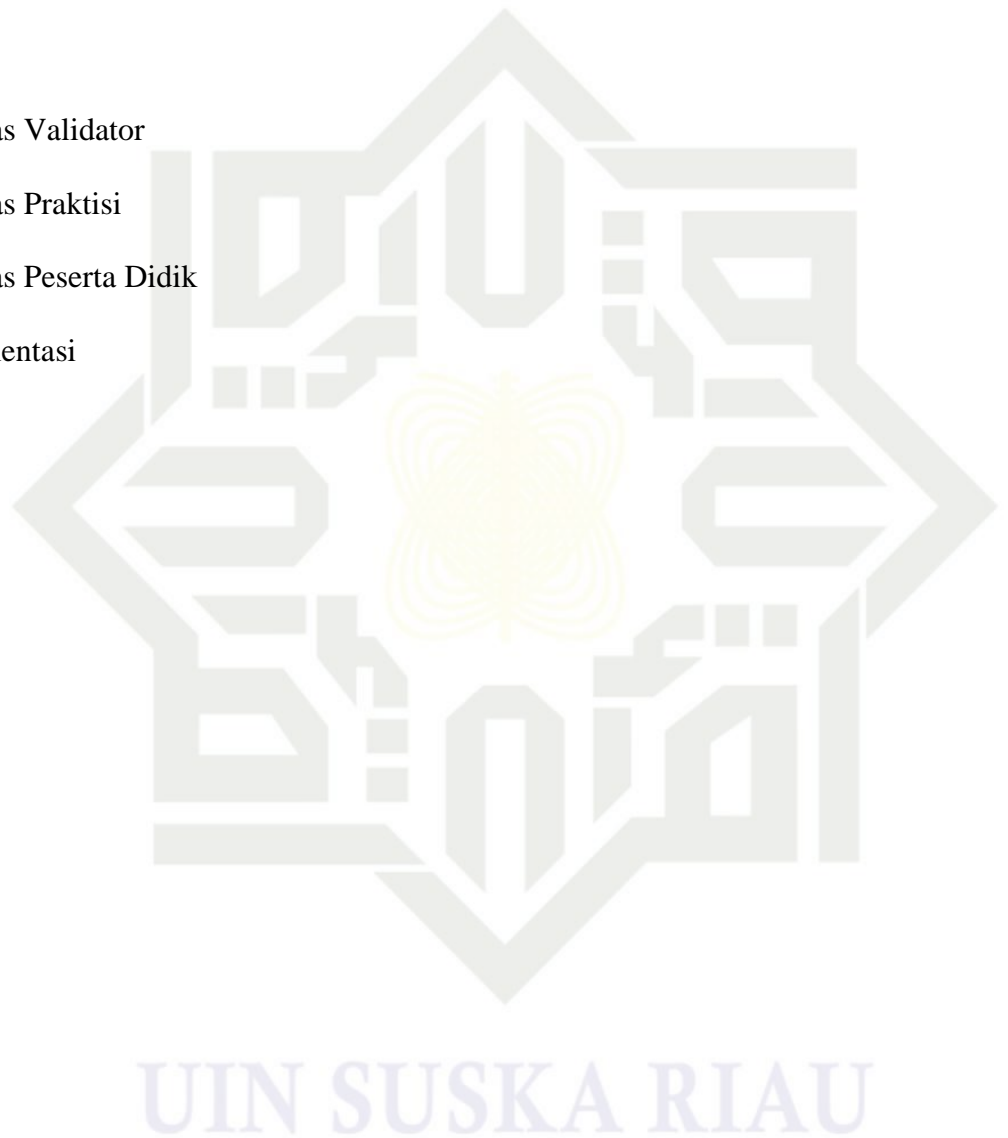 as Validator
as Praktisi
as Peserta Didik
entasi
UIN SUSKA RIAU